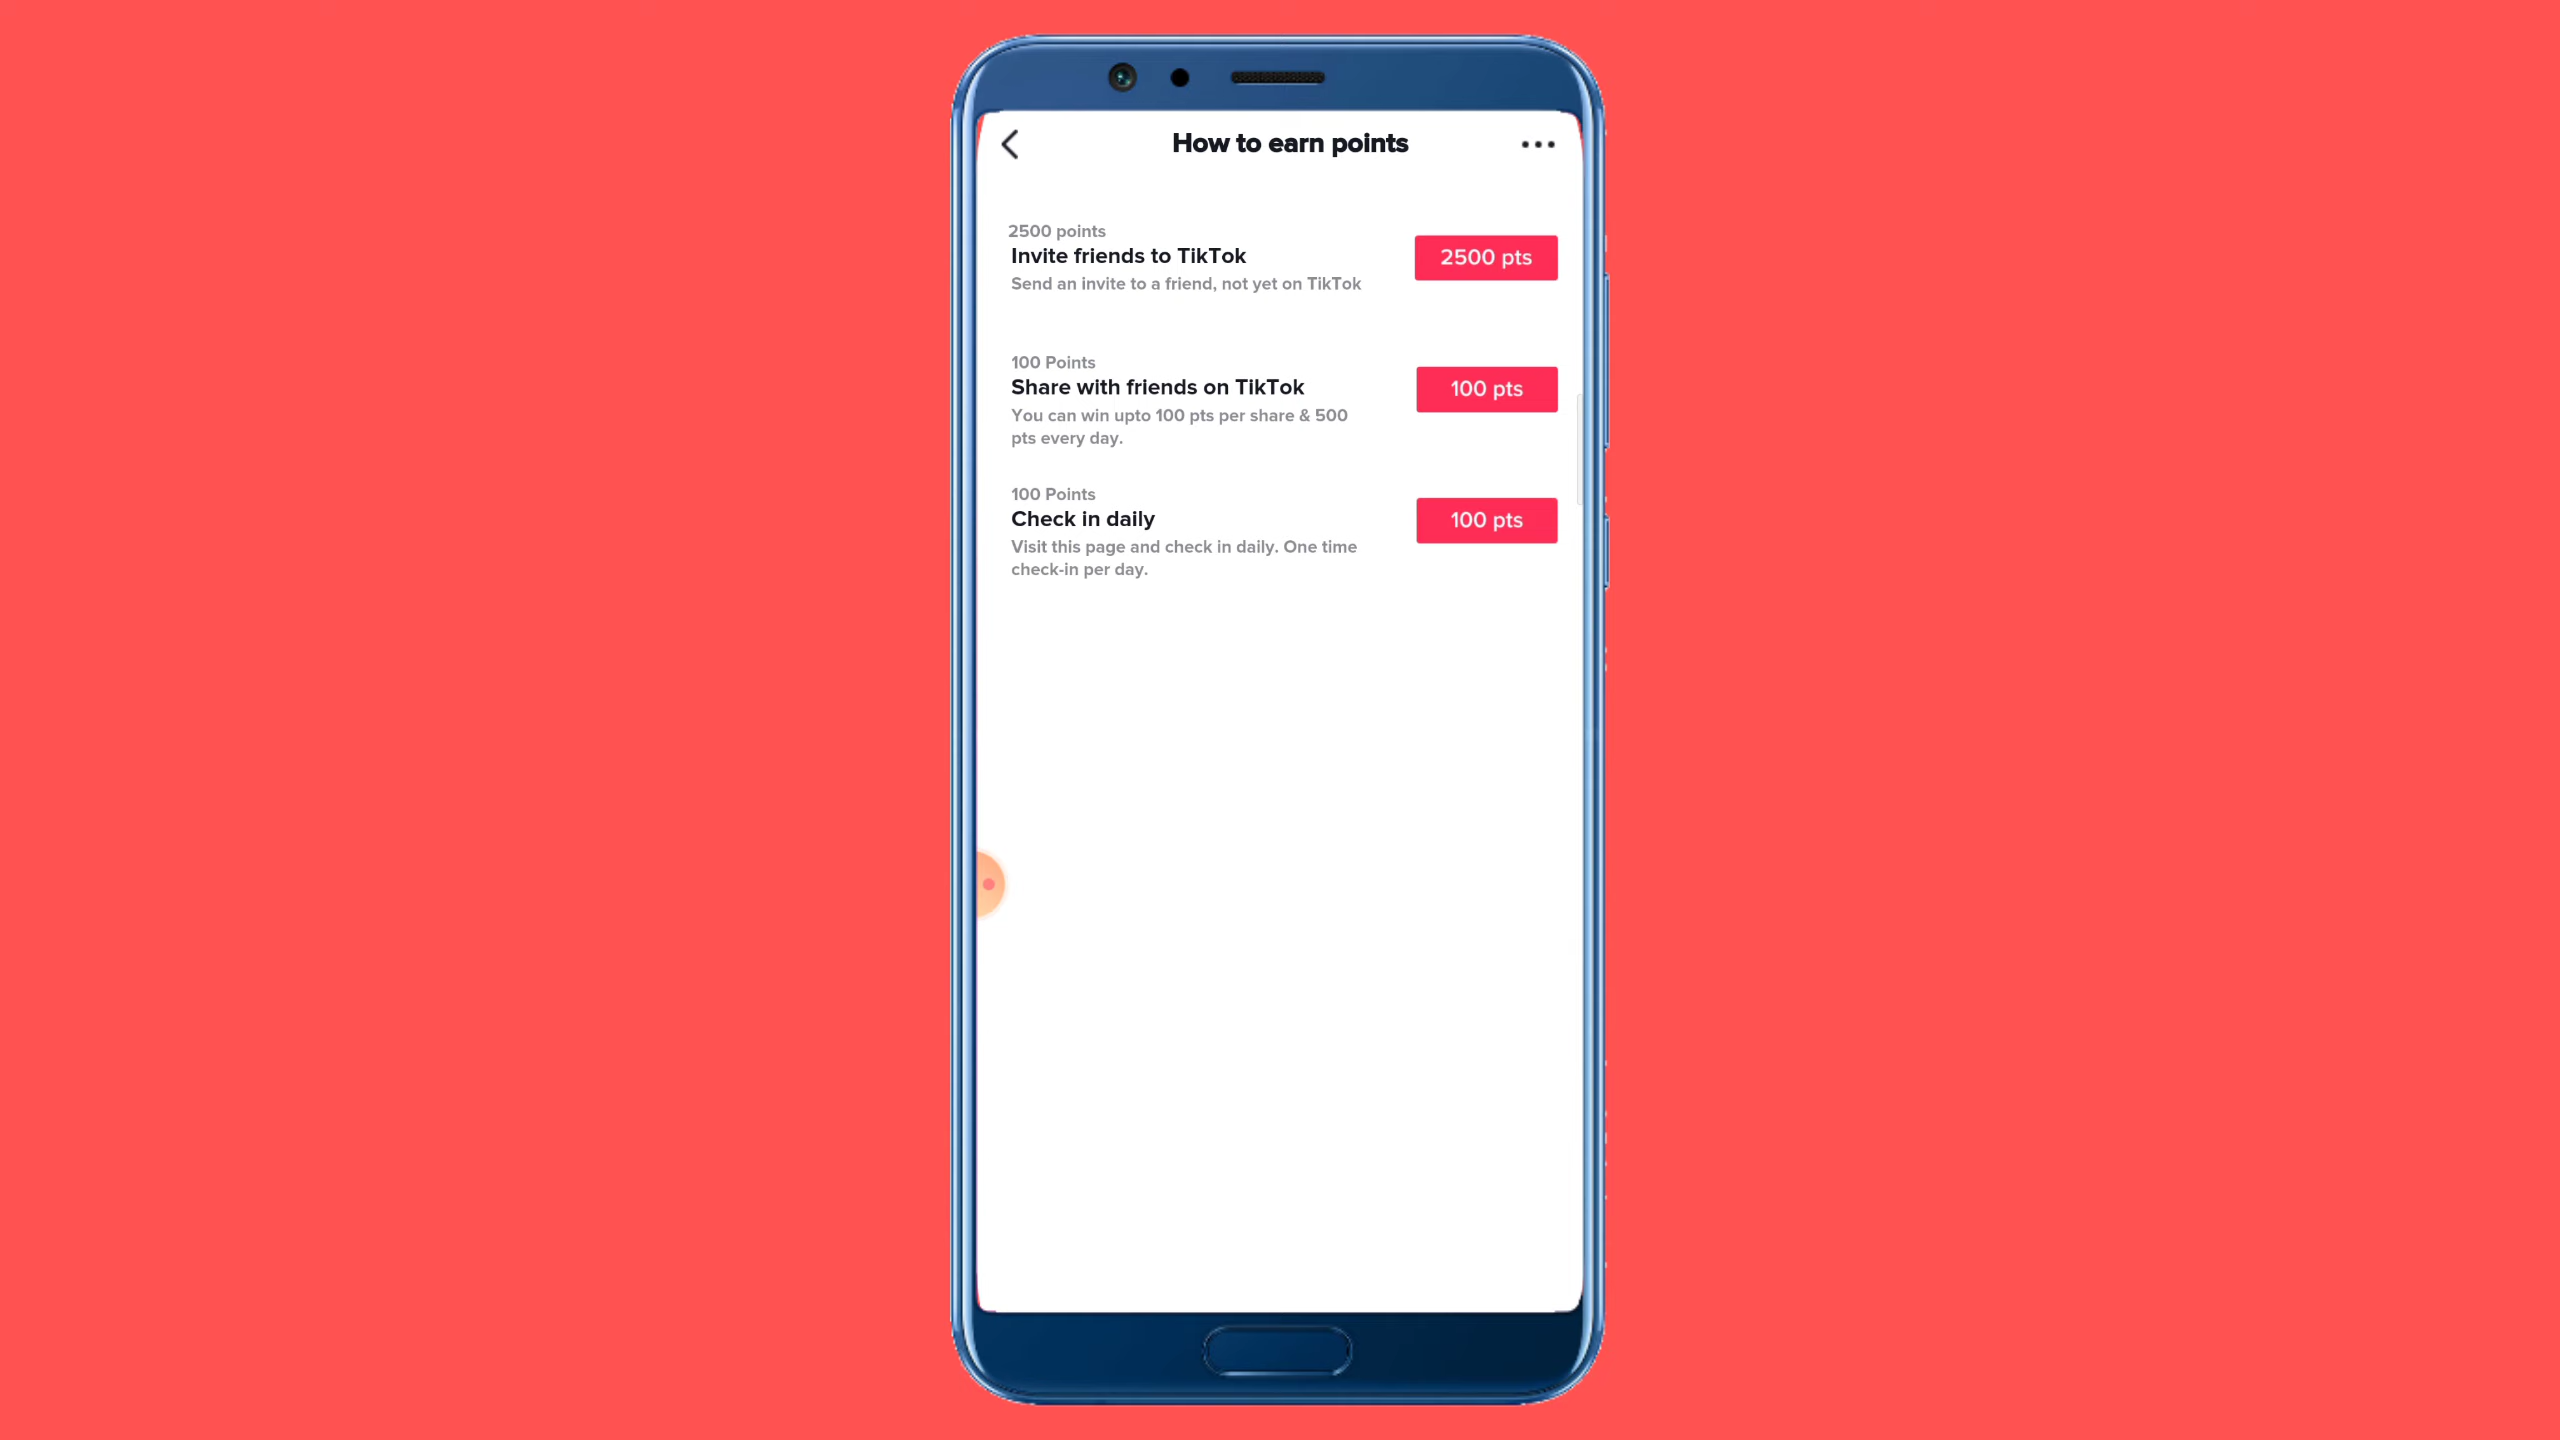 How to earn points
2500 points
Invite friends to TikTok
2500 pts
Send an invite to a friend, not yet on TikTok
100 Points
Share with friends on TikTok
100 pts
You can win upto 100 pts per share & 500
pts every day.
100 Points
Check in daily
100 pts
Visit this page and check in daily. One time
check-in per day.